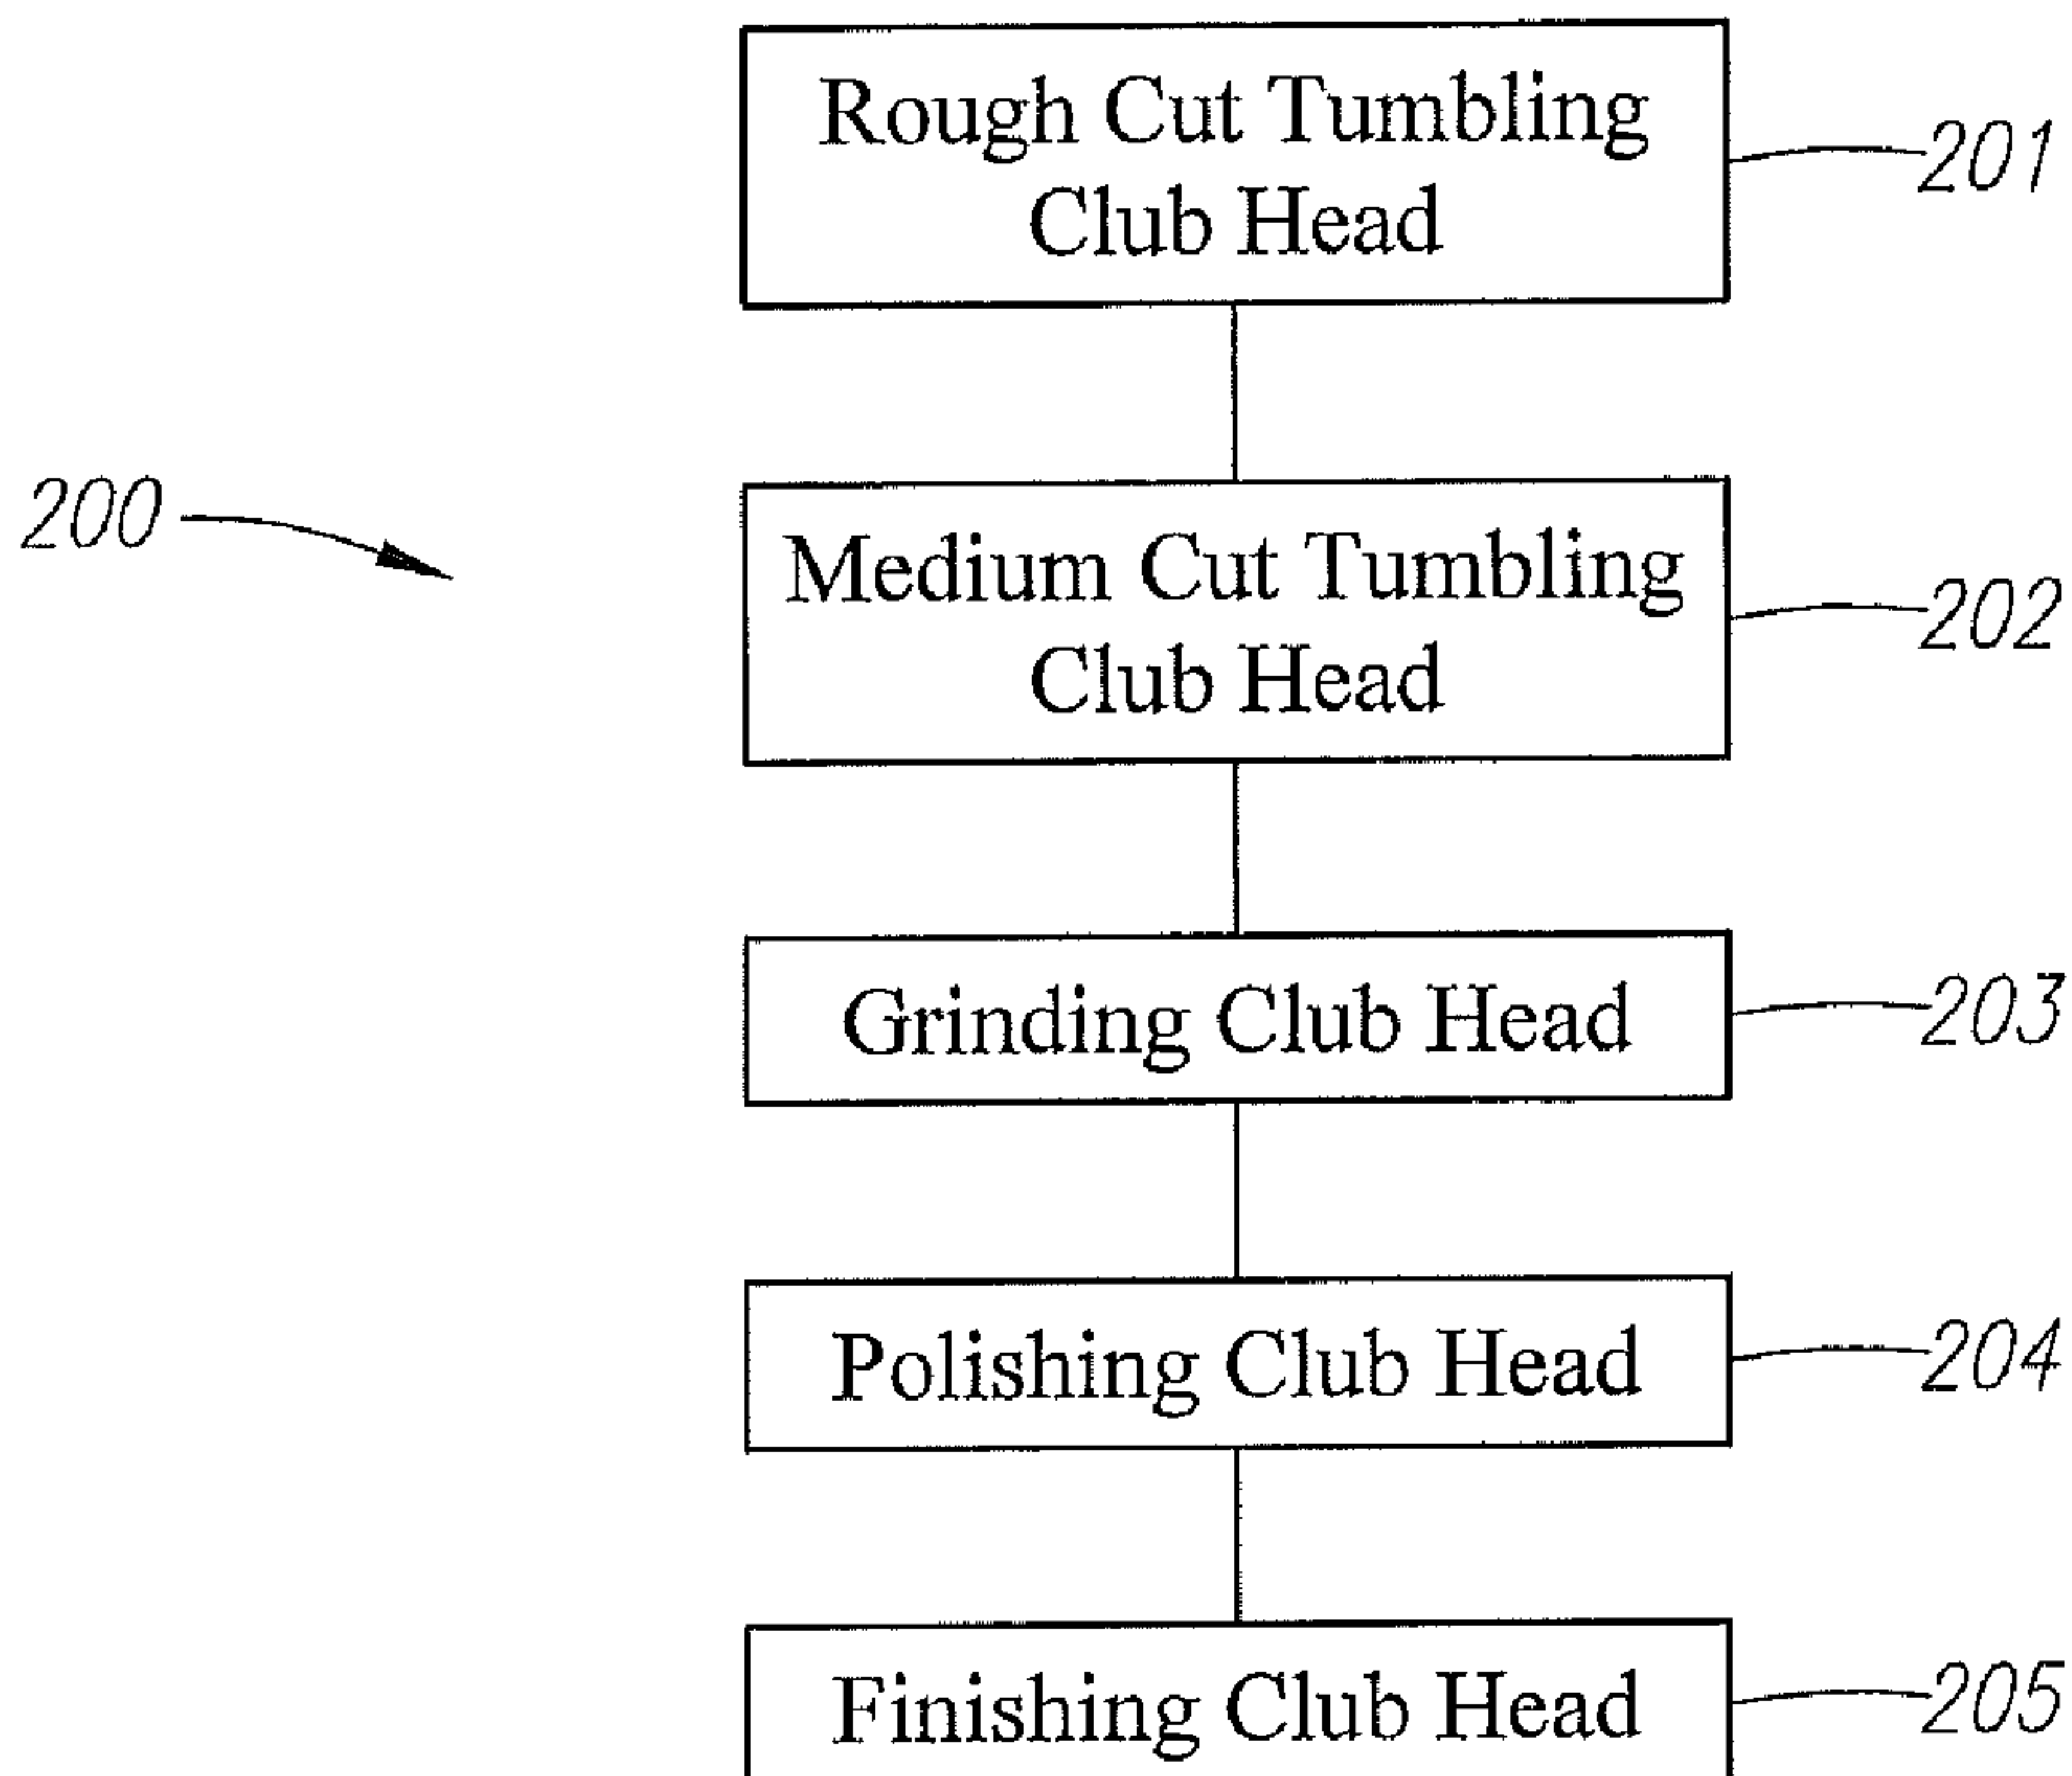 Rough Cut Tumbling
Club Head
201
200
Medium Cut Tumbling
Club Head
202
Grinding Club Head
203
Polishing Club Head
204
Finishing Club Head
205